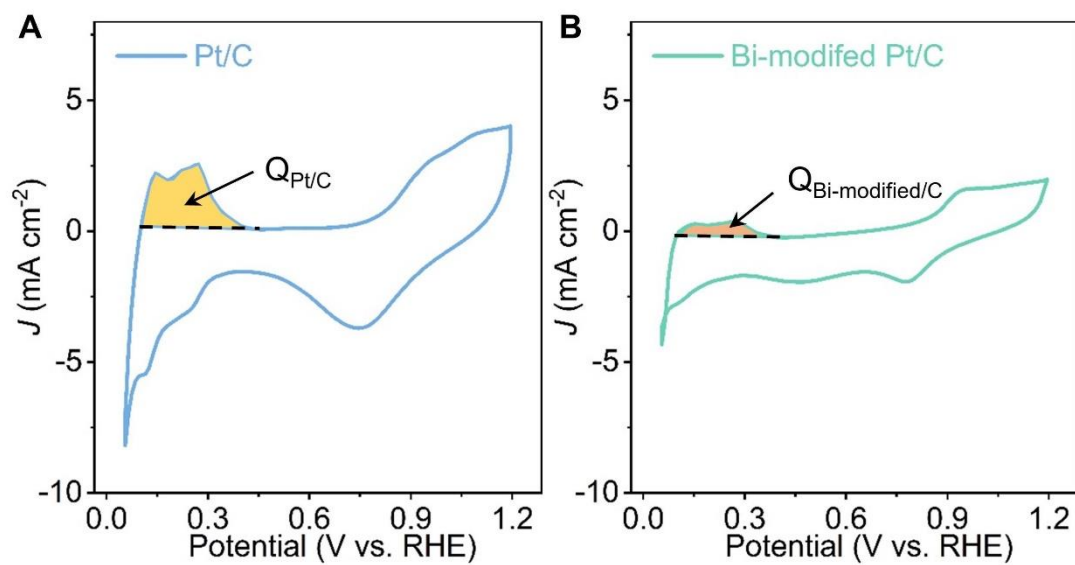 A
Pt/C
5
0
-5
-10
J (mA cm-2)
QPt/C
0.0 0.3 0.6 0.9 1.2
Potential (V vs. RHE)
B
Bi-modifed Pt/C
5
0
-5
-10
J (mA cm-2)
QBi-modified/C
0.0 0.3 0.6 0.9 1.2
Potential (V vs. RHE)